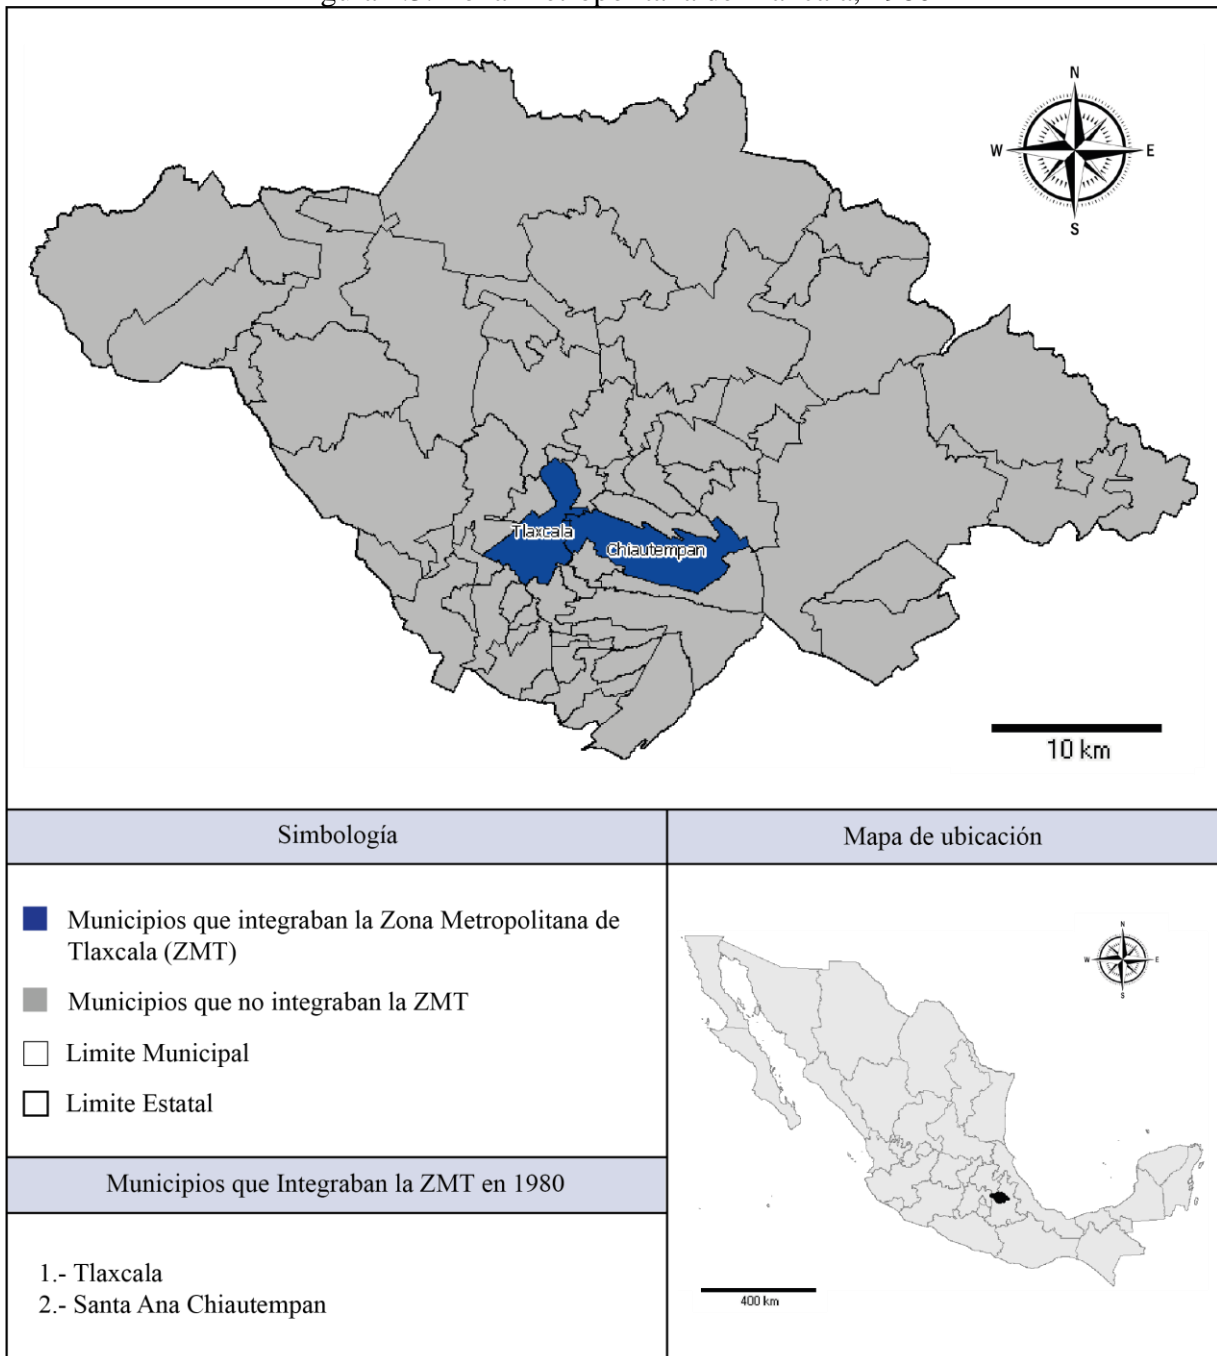 N
W E
S
Tlaxcala
Chiautempan
10 km
Simbología
Municipios que integraban la Zona Metropolitana de
Tlaxcala (ZMT)
Municipios que no integraban la ZMT
Limite Municipal
Limite Estatal
Municipios que Integraban la ZMT en 1980
1.- Tlaxcala
2.- Santa Ana Chiautempan
Mapa de ubicación
N
W E
S
400 km